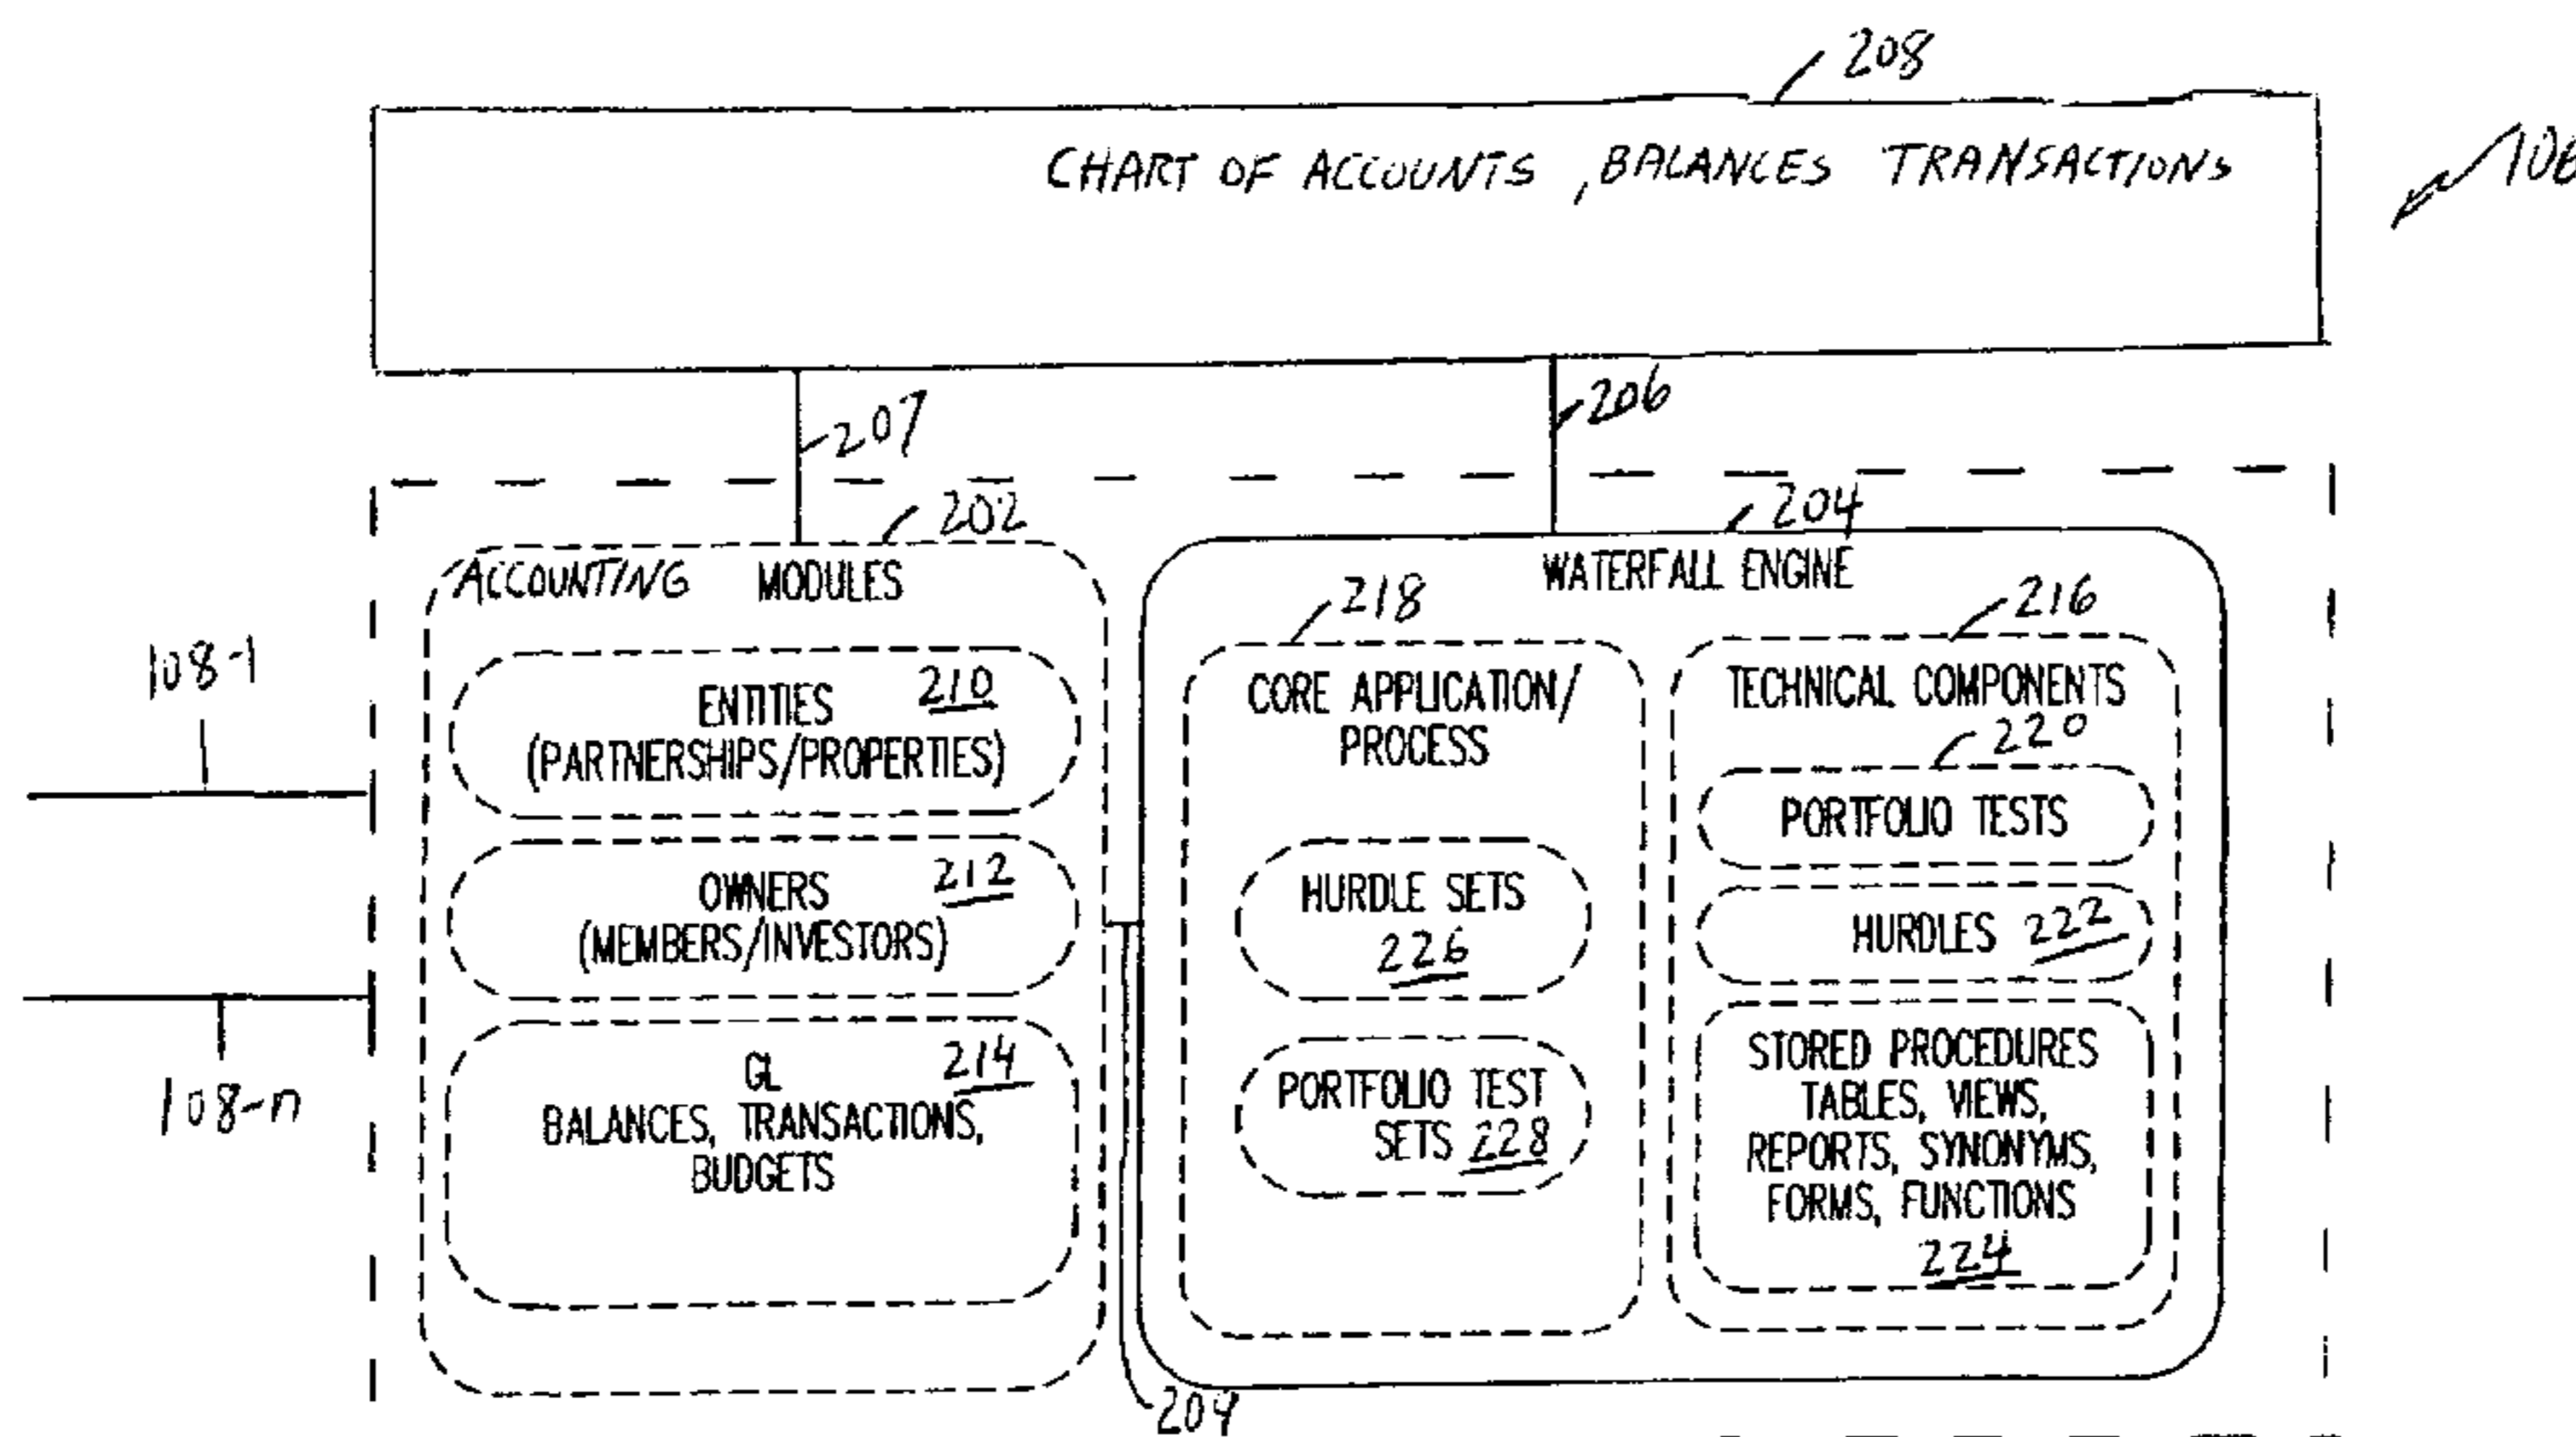 208
CHART OF ACCOUNTS, BALANCES TRANSACTIONS
207
206
202
204
ACCOUNTING MODULES
ENTITIES 210
(PARTNERSHIPS/PROPERTIES)
OWNERS 212
(MEMBERS/INVESTORS)
GL 214
BALANCES, TRANSACTIONS,
BUDGETS
108-1
108-n
WATERFALL ENGINE
218
CORE APPLICATION/
PROCESS
HURDLE SETS
226
PORTFOLIO TEST
SETS 228
216
TECHNICAL COMPONENTS
220
PORTFOLIO TESTS
HURDLES 222
STORED PROCEDURES
TABLES, VIEWS,
REPORTS, SYNONYMS,
FORMS, FUNCTIONS
224
209